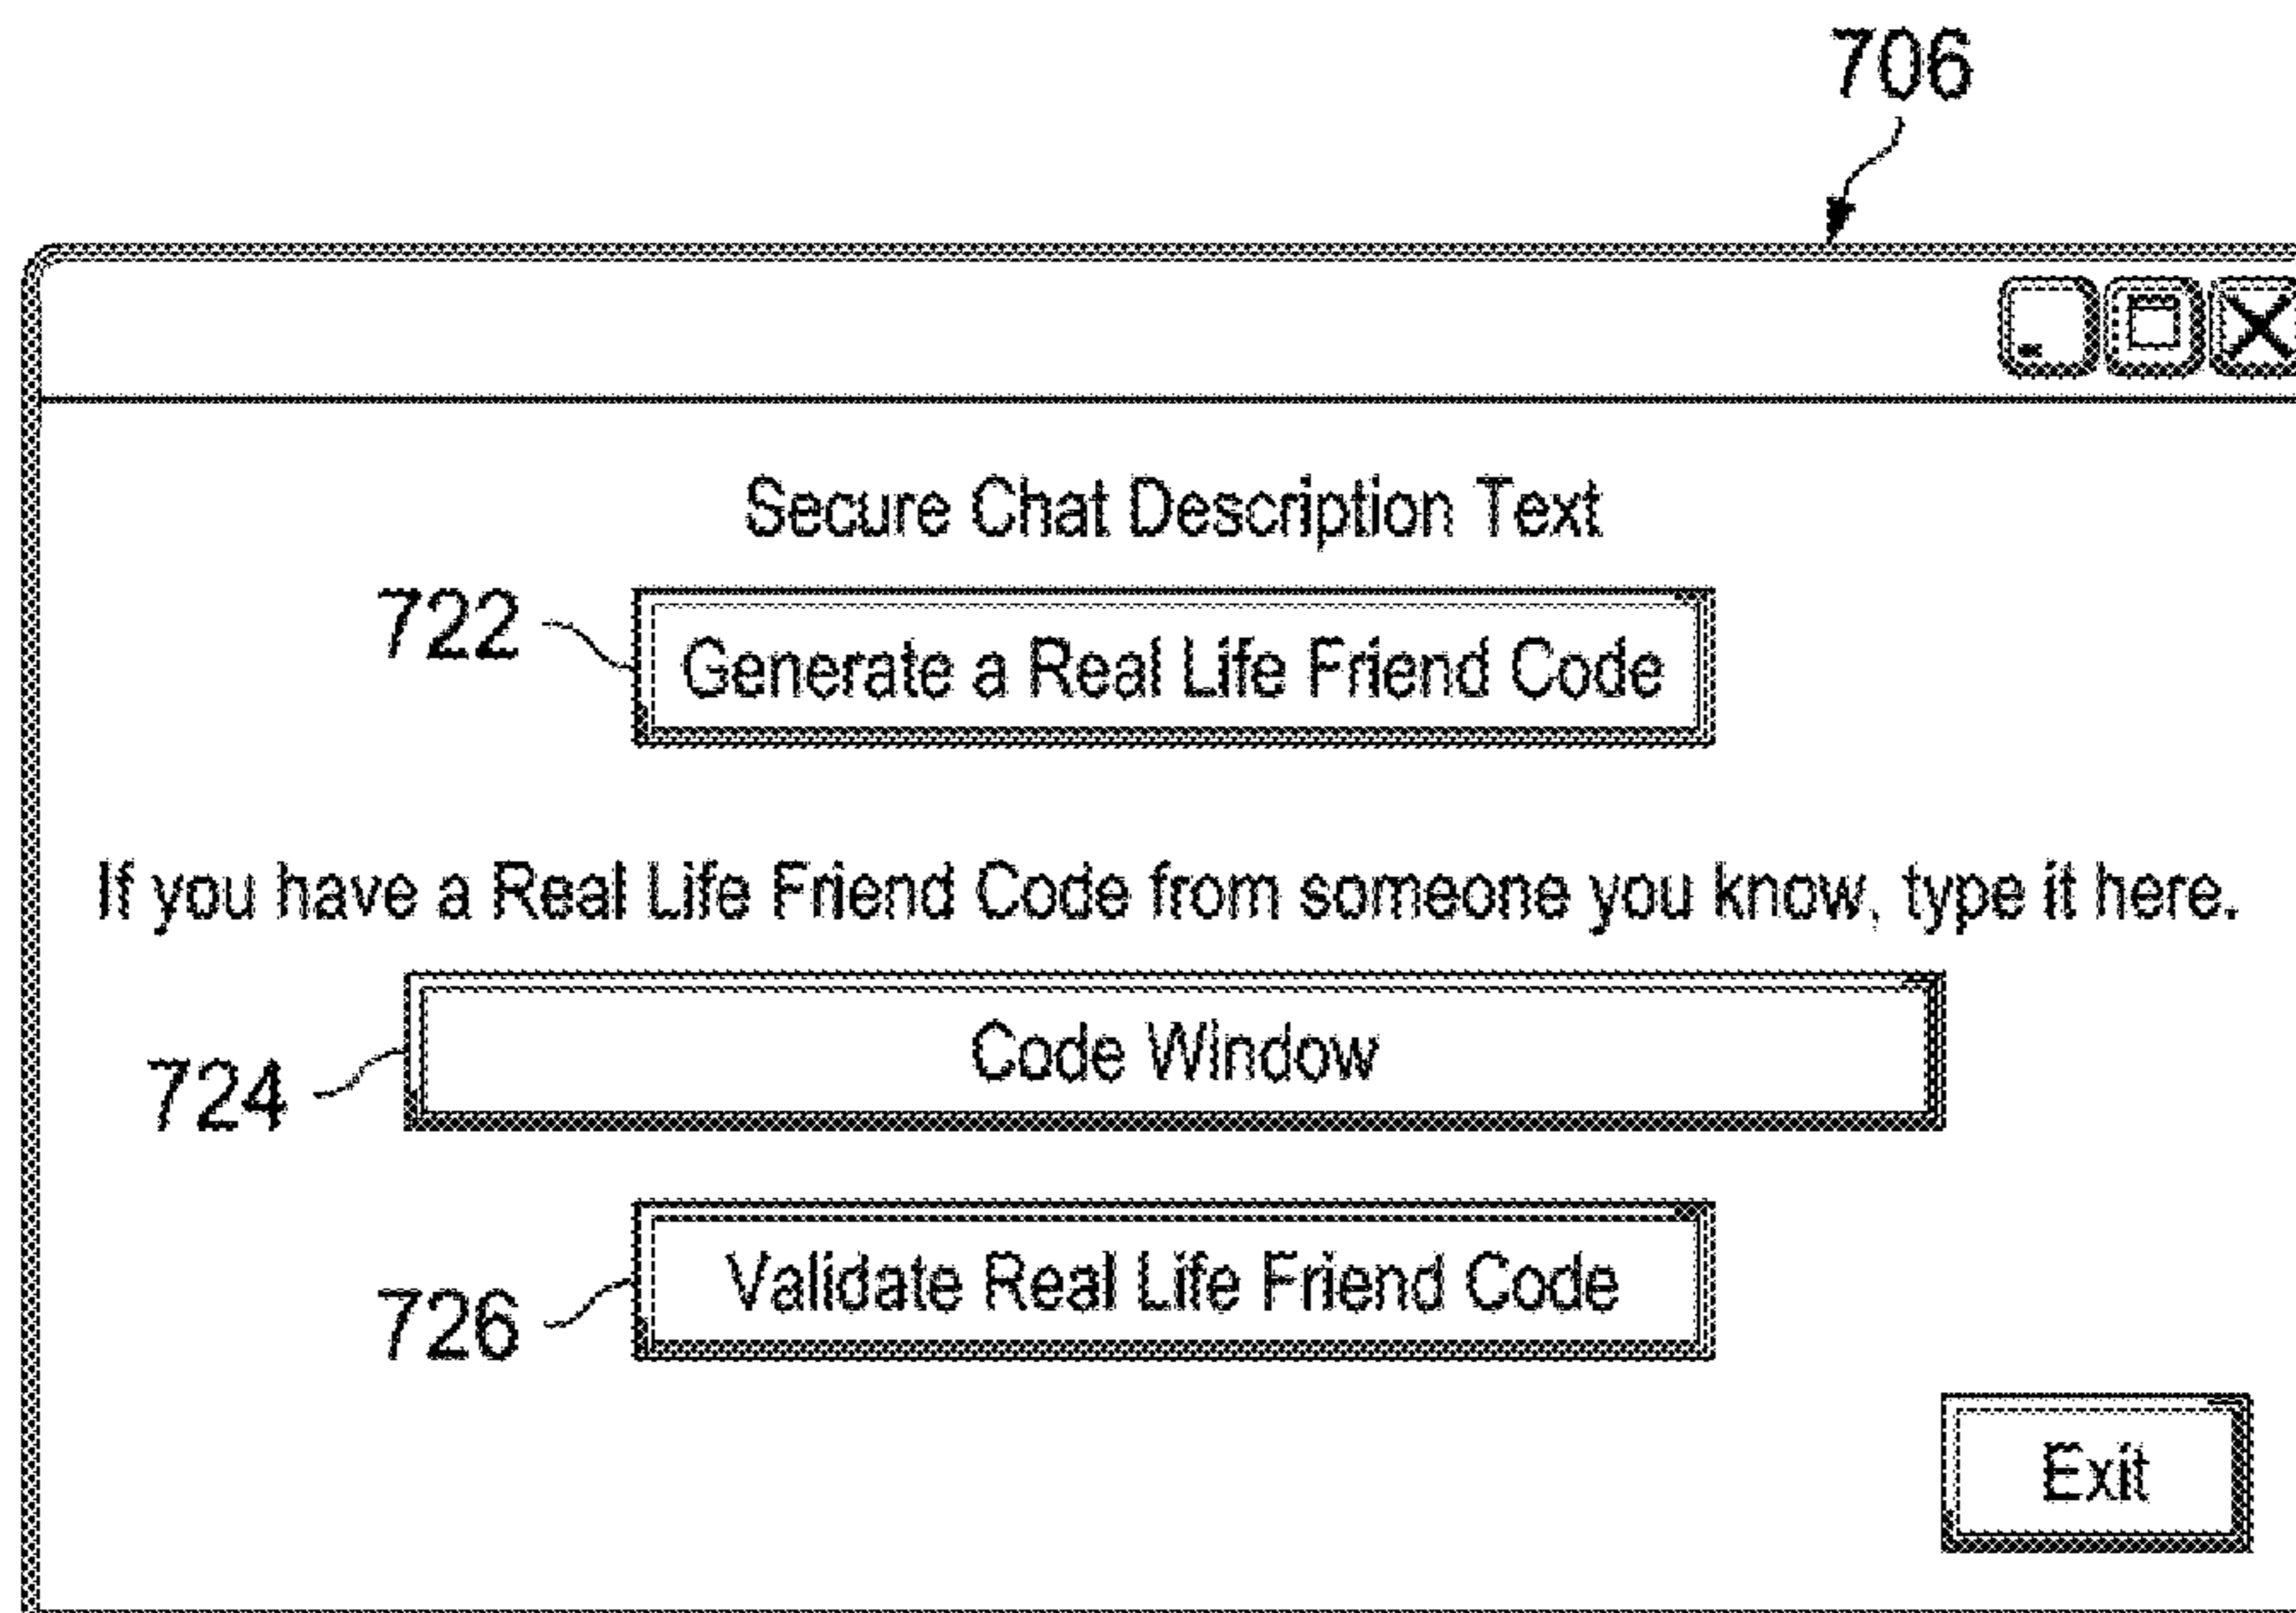 706
Secure Chat Description Text
722
Generate a Real Life Friend Code
If you have a Real Life Friend Code from someone you know, type it here.
Code Window
724
Validate Real Life Friend Code
726
Exit